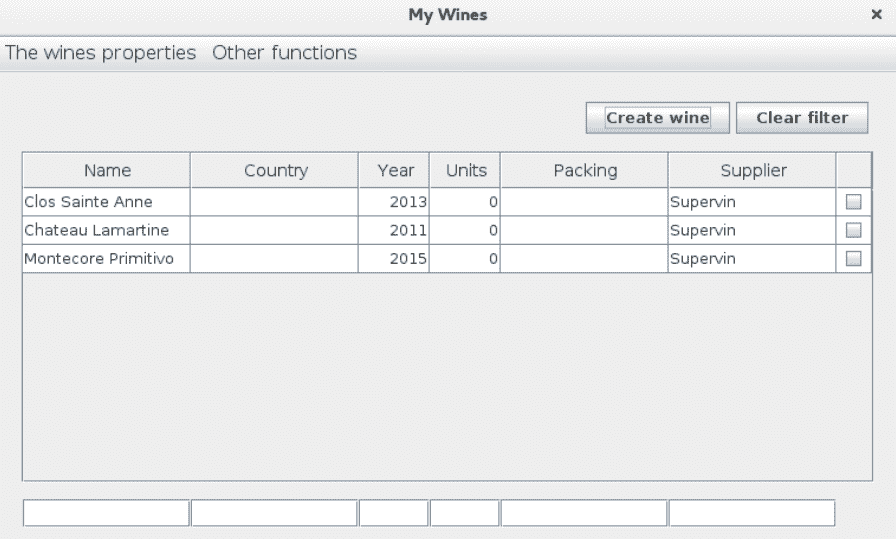 My Wines ×
The wines properties Other functions
Create wine Clear filter
Name Country Year Units Packing Supplier
Clos Sainte Anne 2013 0 Supervin
Chateau Lamartine 2011 0 Supervin
Montecore Primitivo 2015 0 Supervin